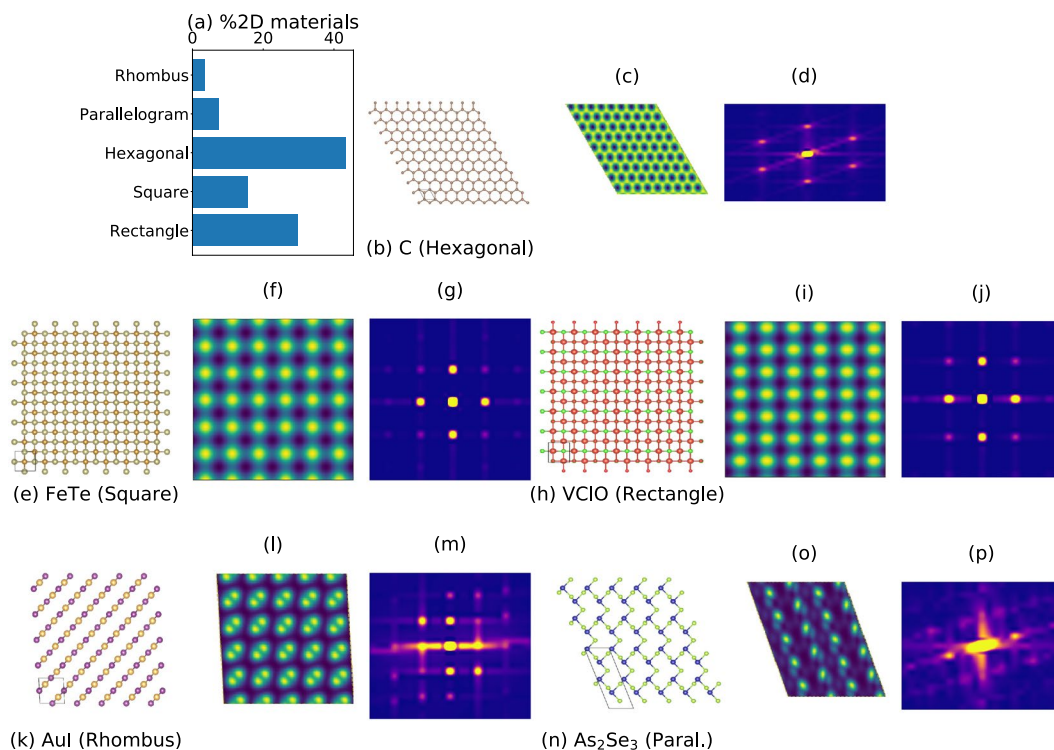 (a) %2D materials
0 20 40
Rhombus
Parallelogram
Hexagonal
Square
Rectangle
(b) C (Hexagonal)
(c)
(d)
(f)
(g)
(i)
(j)
(e) FeTe (Square)
(h) VClO (Rectangle)
(l)
(m)
(o)
(p)
(k) AuI (Rhombus)
(n) As₂Se₃ (Paral.)